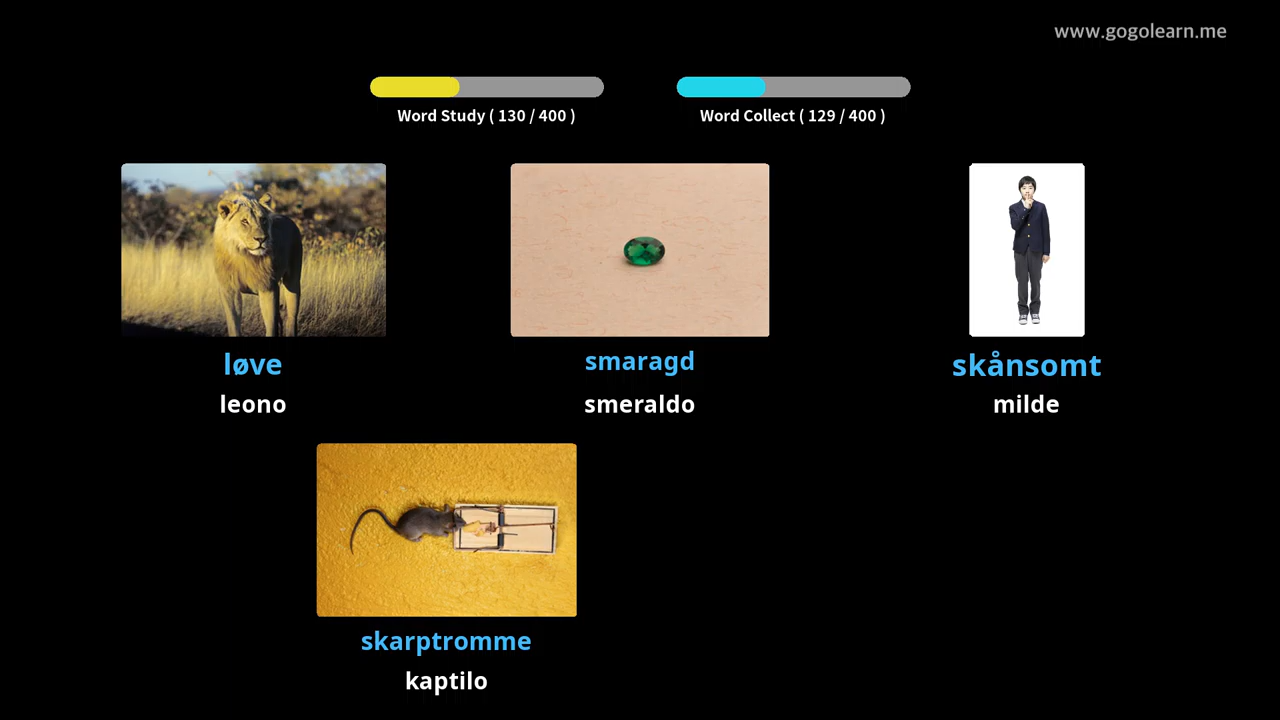 www.gogolearn.me
Word Study ( 130 / 400 )
Word Collect ( 129 / 400 )
løve
smaragd
skånsomt
leono
smeraldo
milde
skarptromme
kaptilo